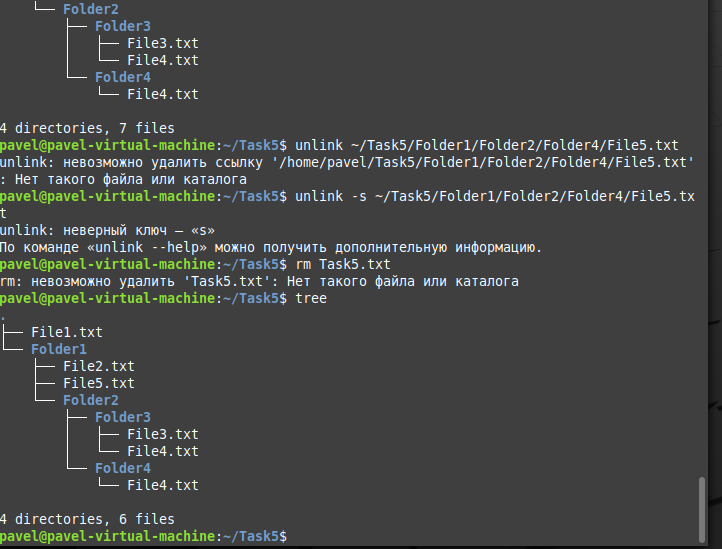 └── Folder2
├── Folder3
│   ├── File3.txt
│   └── File4.txt
└── Folder4
└── File4.txt
4 directories, 7 files
pavel@pavel-virtual-machine:~/Task5$ unlink ~/Task5/Folder1/Folder2/Folder4/File5.txt
unlink: невозможно удалить ссылку '/home/pavel/Task5/Folder1/Folder2/Folder4/File5.txt'
: Нет такого файла или каталога
pavel@pavel-virtual-machine:~/Task5$ unlink -s ~/Task5/Folder1/Folder2/Folder4/File5.tx
t
unlink: неверный ключ — «s»
По команде «unlink --help» можно получить дополнительную информацию.
pavel@pavel-virtual-machine:~/Task5$ rm Task5.txt
rm: невозможно удалить 'Task5.txt': Нет такого файла или каталога
pavel@pavel-virtual-machine:~/Task5$ tree
.
├── File1.txt
└── Folder1
    ├── File2.txt
    ├── File5.txt
    └── Folder2
        ├── Folder3
        │   ├── File3.txt
        │   └── File4.txt
        └── Folder4
            └── File4.txt
4 directories, 6 files
pavel@pavel-virtual-machine:~/Task5$